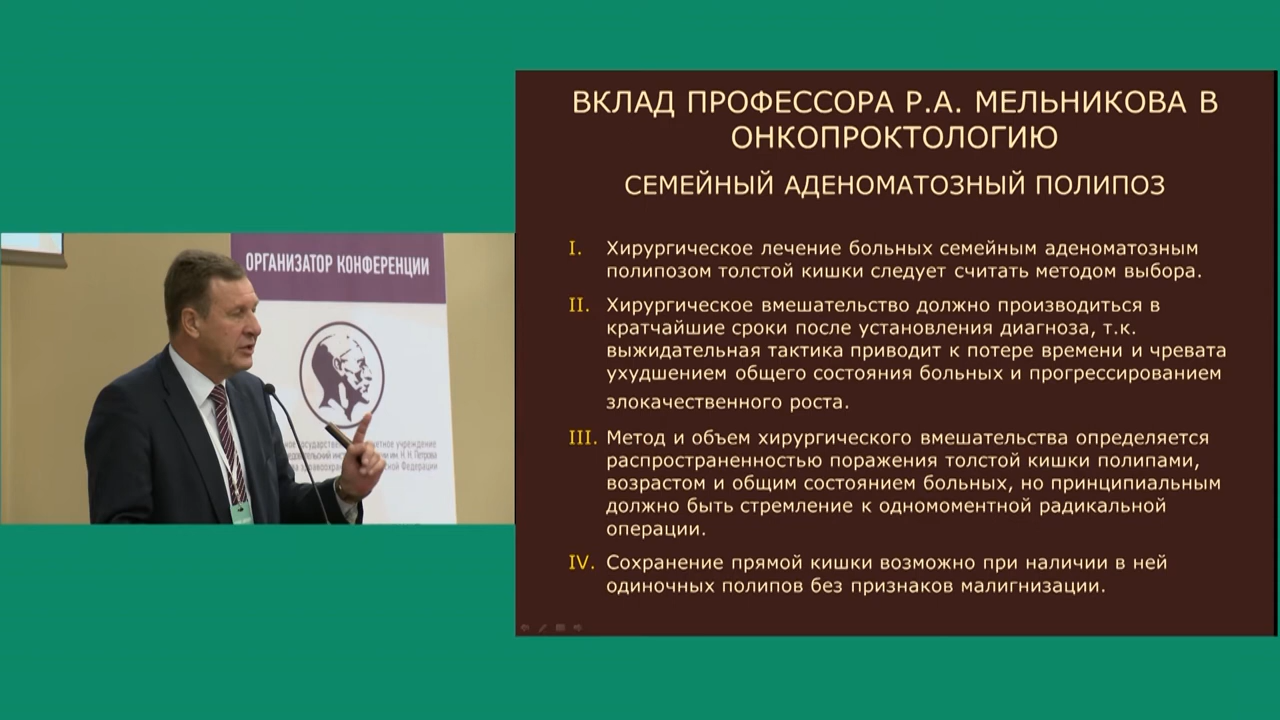 ОРГАНИЗАТОР КОНФЕРЕНЦИИ
ВКЛАД ПРОФЕССОРА Р.А. МЕЛЬНИКОВА В
ОНКОПРОКТОЛОГИЮ
СЕМЕЙНЫЙ АДЕНОМАТОЗНЫЙ ПОЛИПОЗ
I. Хирургическое лечение больных семейным аденоматозным
полипозом толстой кишки следует считать методом выбора.
II. Хирургическое вмешательство должно производиться в
кратчайшие сроки после установления диагноза, т.к.
выжидательная тактика приводит к потере времени и чревата
ухудшением общего состояния больных и прогрессированием
злокачественного роста.
III. Метод и объем хирургического вмешательства определяется
распространенностью поражения толстой кишки полипами,
возрастом и общим состоянием больных, но принципиальным
должно быть стремление к одномоментной радикальной
операции.
IV. Сохранение прямой кишки возможно при наличии в ней
одиночных полипов без признаков малигнизации.